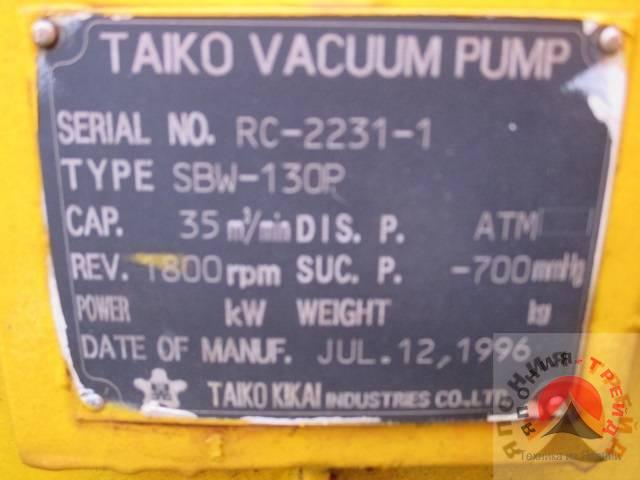 TAIKO VACUUM PUMP
SERIAL NO. RC-2231-1
TYPE SBW-130P
CAP. 35 m³/min DIS. P. ATM
REV. 1800 rpm SUC. P. -700 mmHg
POWER kW WEIGHT kg
DATE OF MANUF. JUL. 12, 1996
TAIKO KIKAI INDUSTRIES CO., LTD.
ЯПОНИЯ-ТРЕЙД
Техника из Японии